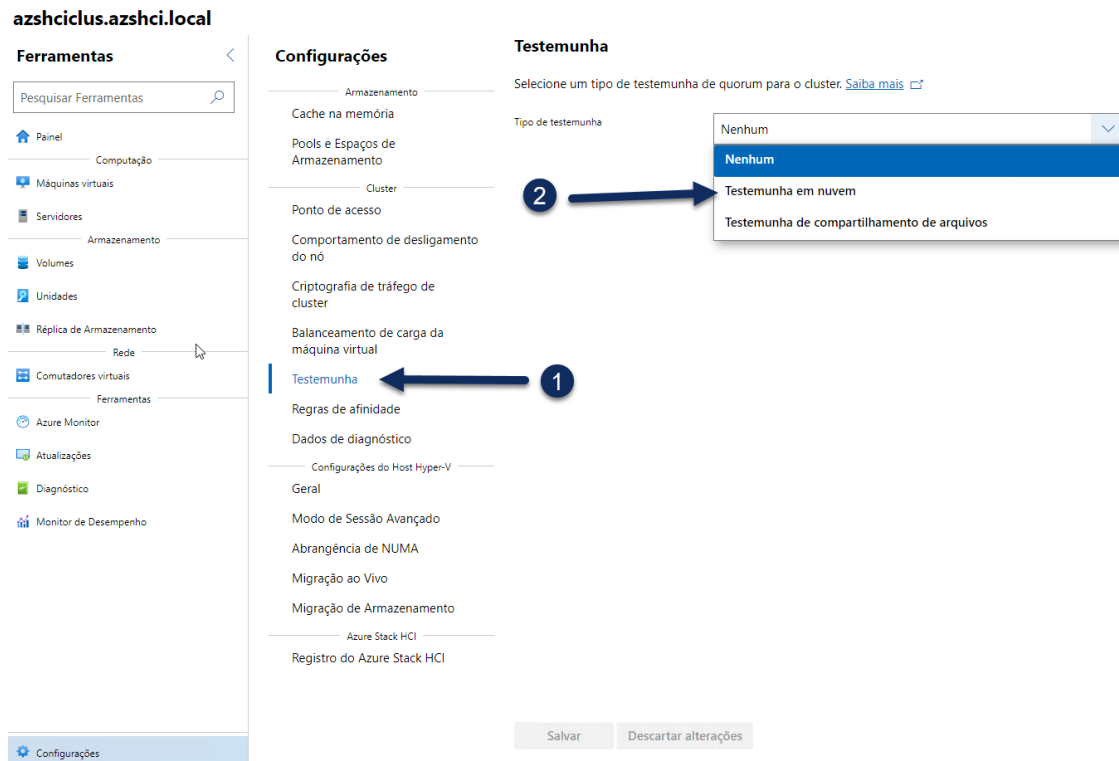 azshciclus.azshci.local
Ferramentas
Pesquisar Ferramentas
Painel
Computação
Máquinas virtuais
Servidores
Armazenamento
Volumes
Unidades
Réplica de Armazenamento
Rede
Comutadores virtuais
Ferramentas
Azure Monitor
Atualizações
Diagnóstico
Monitor de Desempenho
Configurações
Configurações
Armazenamento
Cache na memória
Pools e Espaços de
Armazenamento
Cluster
Ponto de acesso
Comportamento de desligamento
do nó
Criptografia de tráfego de
cluster
Balanceamento de carga da
máquina virtual
Testemunha
1
Regras de afinidade
Dados de diagnóstico
Configurações do Host Hyper-V
Geral
Modo de Sessão Avançado
Abrangência de NUMA
Migração ao Vivo
Migração de Armazenamento
Azure Stack HCI
Registro do Azure Stack HCI
Testemunha
Selecione um tipo de testemunha de quorum para o cluster. Saiba mais
Tipo de testemunha
Nenhum
Nenhum
2
Testemunha em nuvem
Testemunha de compartilhamento de arquivos
Salvar
Descartar alterações